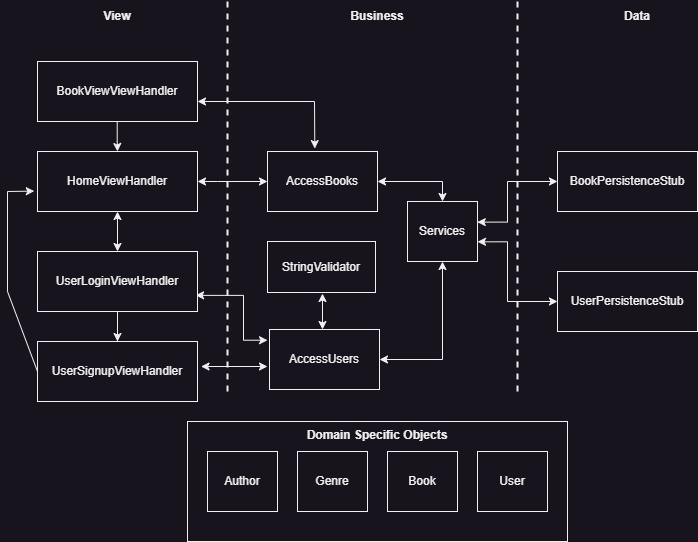 View
Business
Data
BookViewViewHandler
HomeViewHandler
AccessBooks
BookPersistenceStub
Services
StringValidator
UserLoginViewHandler
UserPersistenceStub
AccessUsers
UserSignupViewHandler
Domain Specific Objects
Author
Genre
Book
User